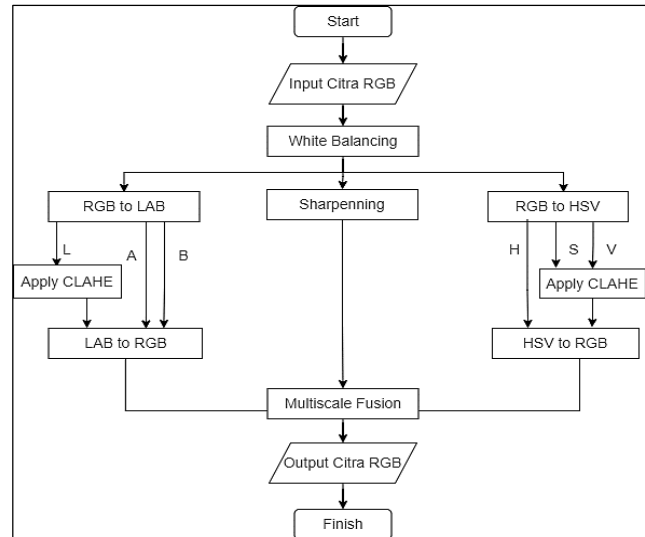 Start
Input Citra RGB
White Balancing
RGB to LAB
Sharpenning
RGB to HSV
L
A
B
H
S
V
Apply CLAHE
Apply CLAHE
LAB to RGB
HSV to RGB
Multiscale Fusion
Output Citra RGB
Finish